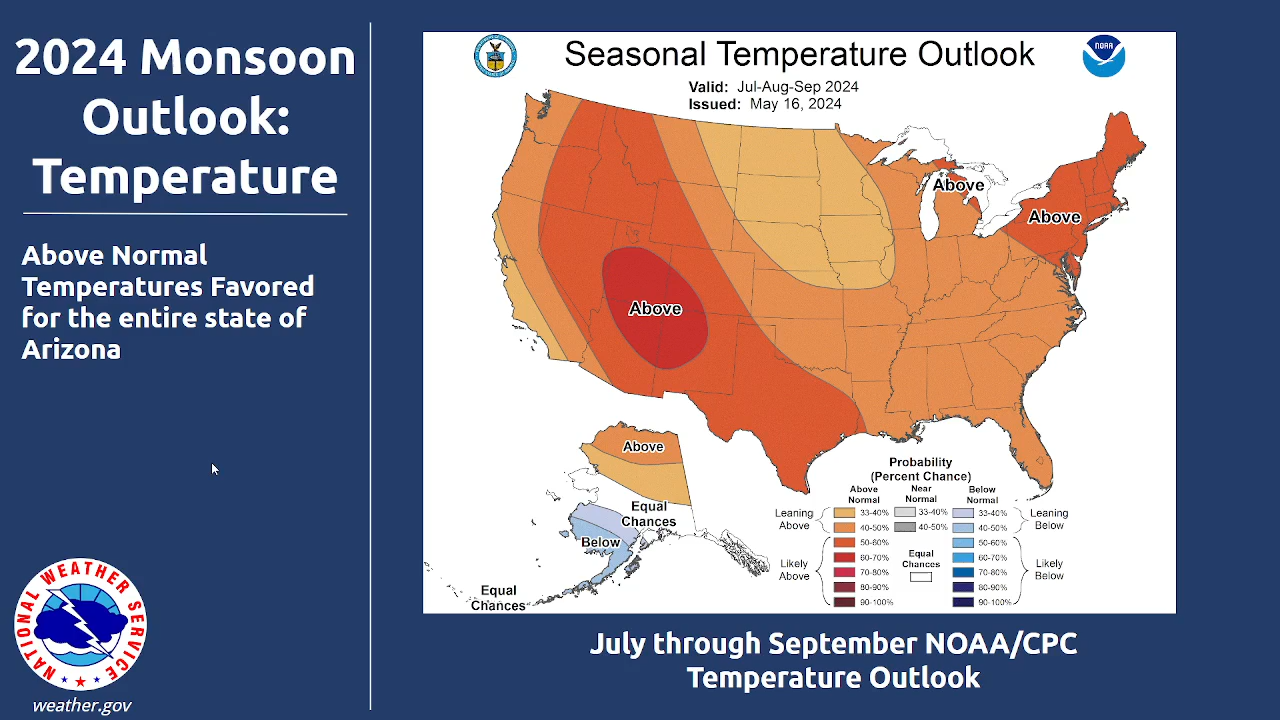 2024 Monsoon
Outlook:
Temperature
Above Normal
Temperatures Favored
for the entire state of
Arizona
NATIONAL WEATHER SERVICE
weather.gov
Seasonal Temperature Outlook
NOAA
Valid: Jul-Aug-Sep 2024
Issued: May 16, 2024
Above
Above
Above
Above
Equal
Chances
Below
Equal
Chances
Probability
(Percent Chance)
Above
Normal
Near
Normal
Below
Normal
Leaning
Above
33-40%
33-40%
33-40%
Leaning
Below
40-50%
40-50%
40-50%
Likely
Above
50-60%
50-60%
Likely
Below
60-70%
Equal
Chances
60-70%
70-80%
70-80%
80-90%
80-90%
90-100%
90-100%
July through September NOAA/CPC
Temperature Outlook